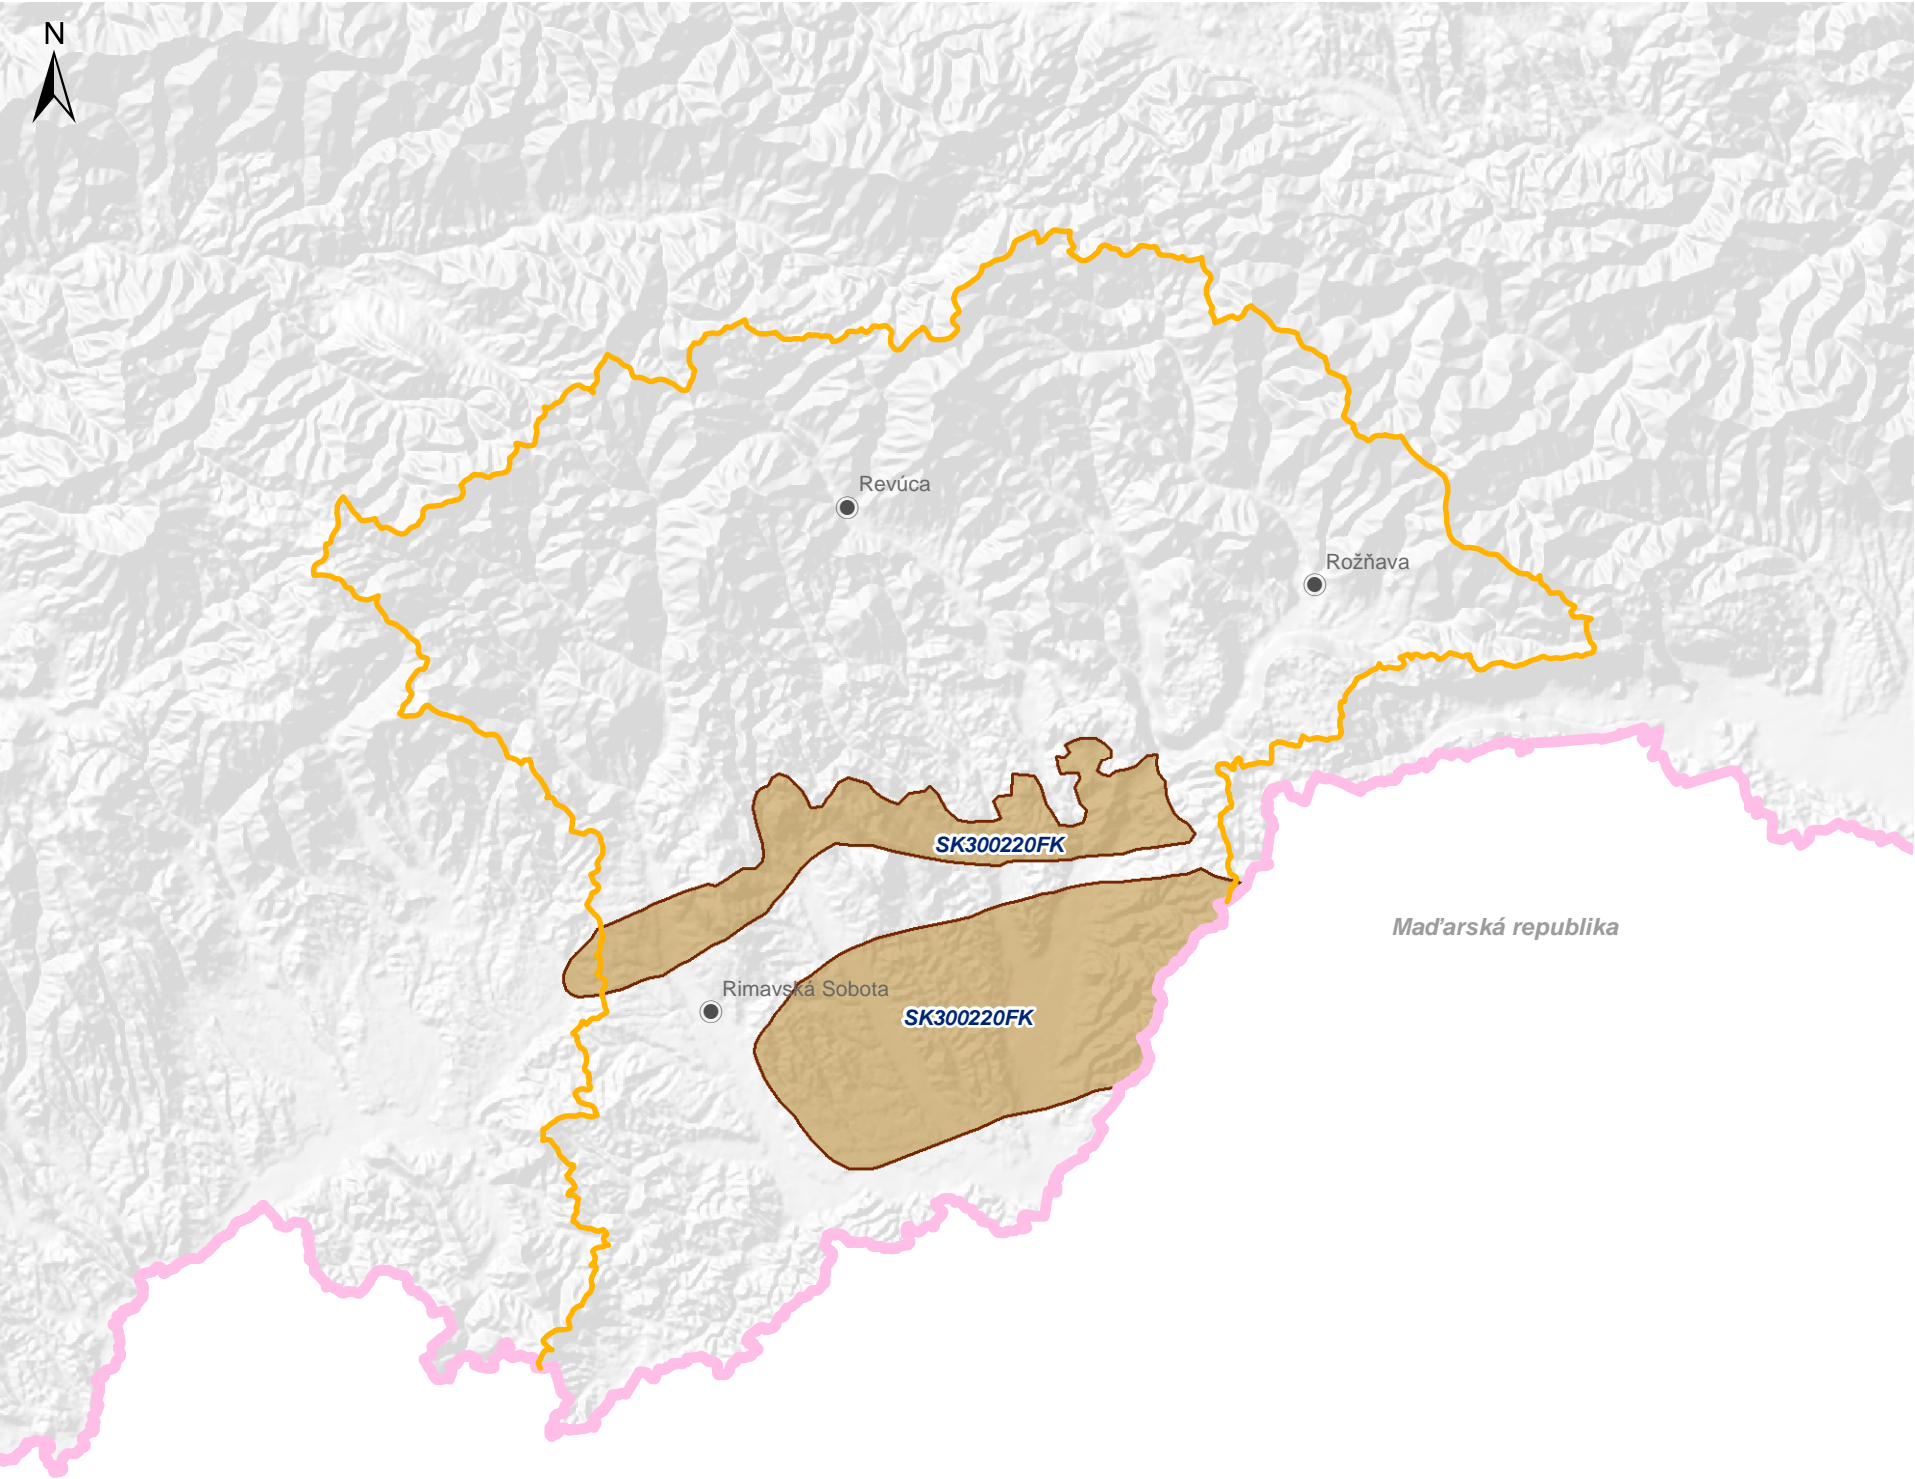 N
Revúca
Rožňava
SK300220FK
Maďarská republika
Rimavská Sobota
SK300220FK